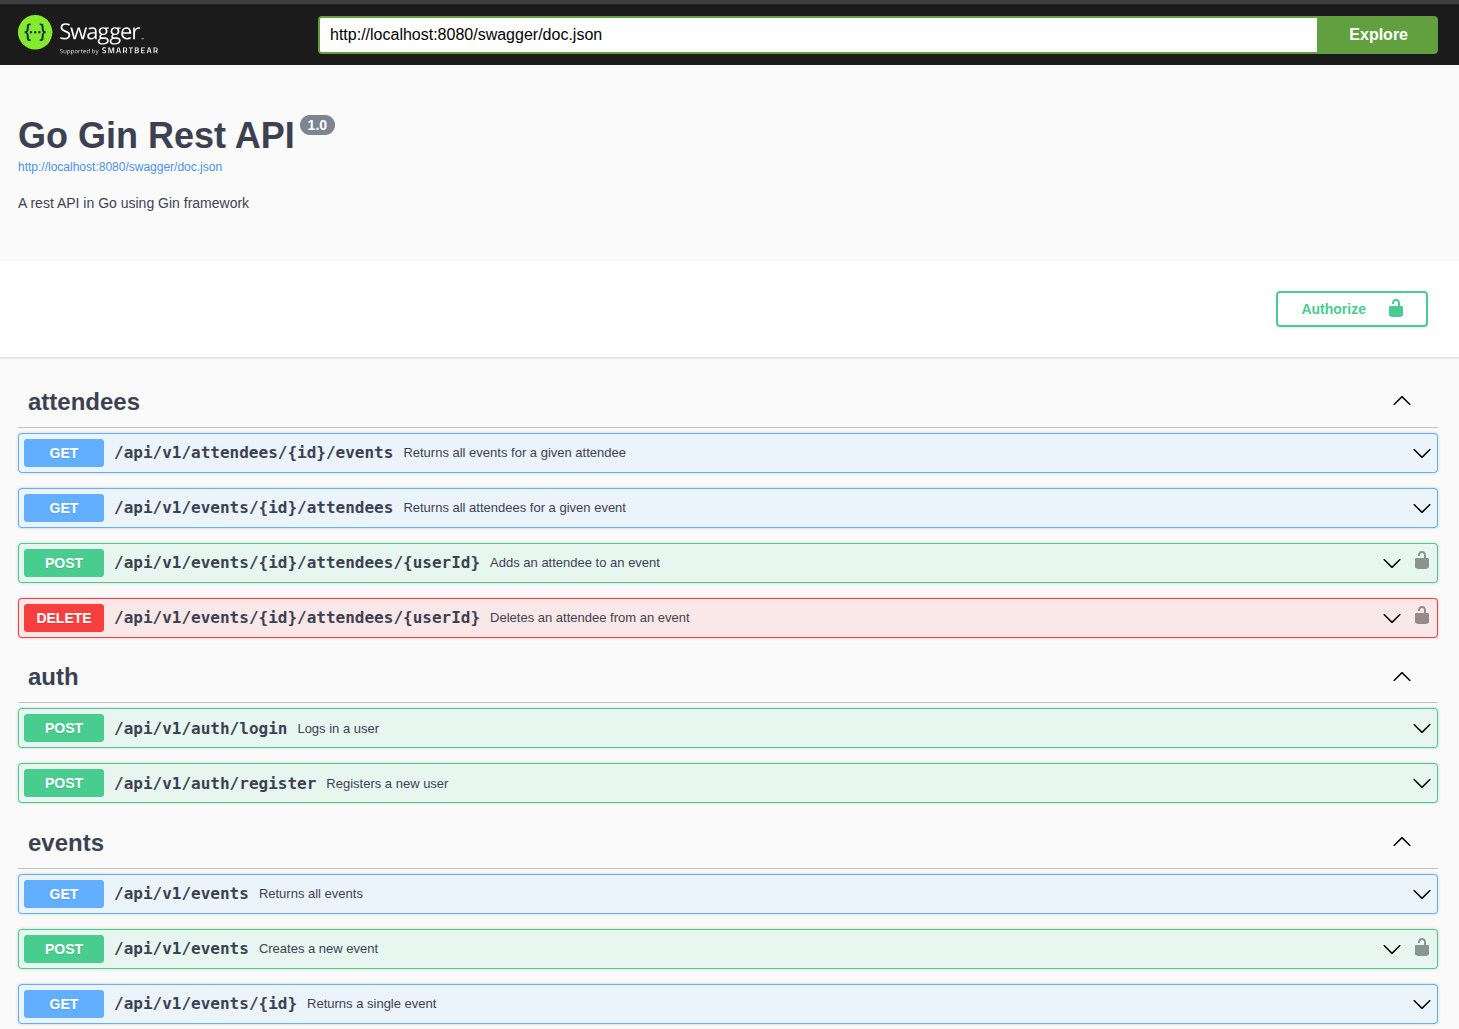 {···} Swagger
Supported by SMARTBEAR
http://localhost:8080/swagger/doc.json Explore
Go Gin Rest API 1.0
http://localhost:8080/swagger/doc.json
A rest API in Go using Gin framework
Authorize
attendees
GET /api/v1/attendees/{id}/events Returns all events for a given attendee
GET /api/v1/events/{id}/attendees Returns all attendees for a given event
POST /api/v1/events/{id}/attendees/{userId} Adds an attendee to an event
DELETE /api/v1/events/{id}/attendees/{userId} Deletes an attendee from an event
auth
POST /api/v1/auth/login Logs in a user
POST /api/v1/auth/register Registers a new user
events
GET /api/v1/events Returns all events
POST /api/v1/events Creates a new event
GET /api/v1/events/{id} Returns a single event